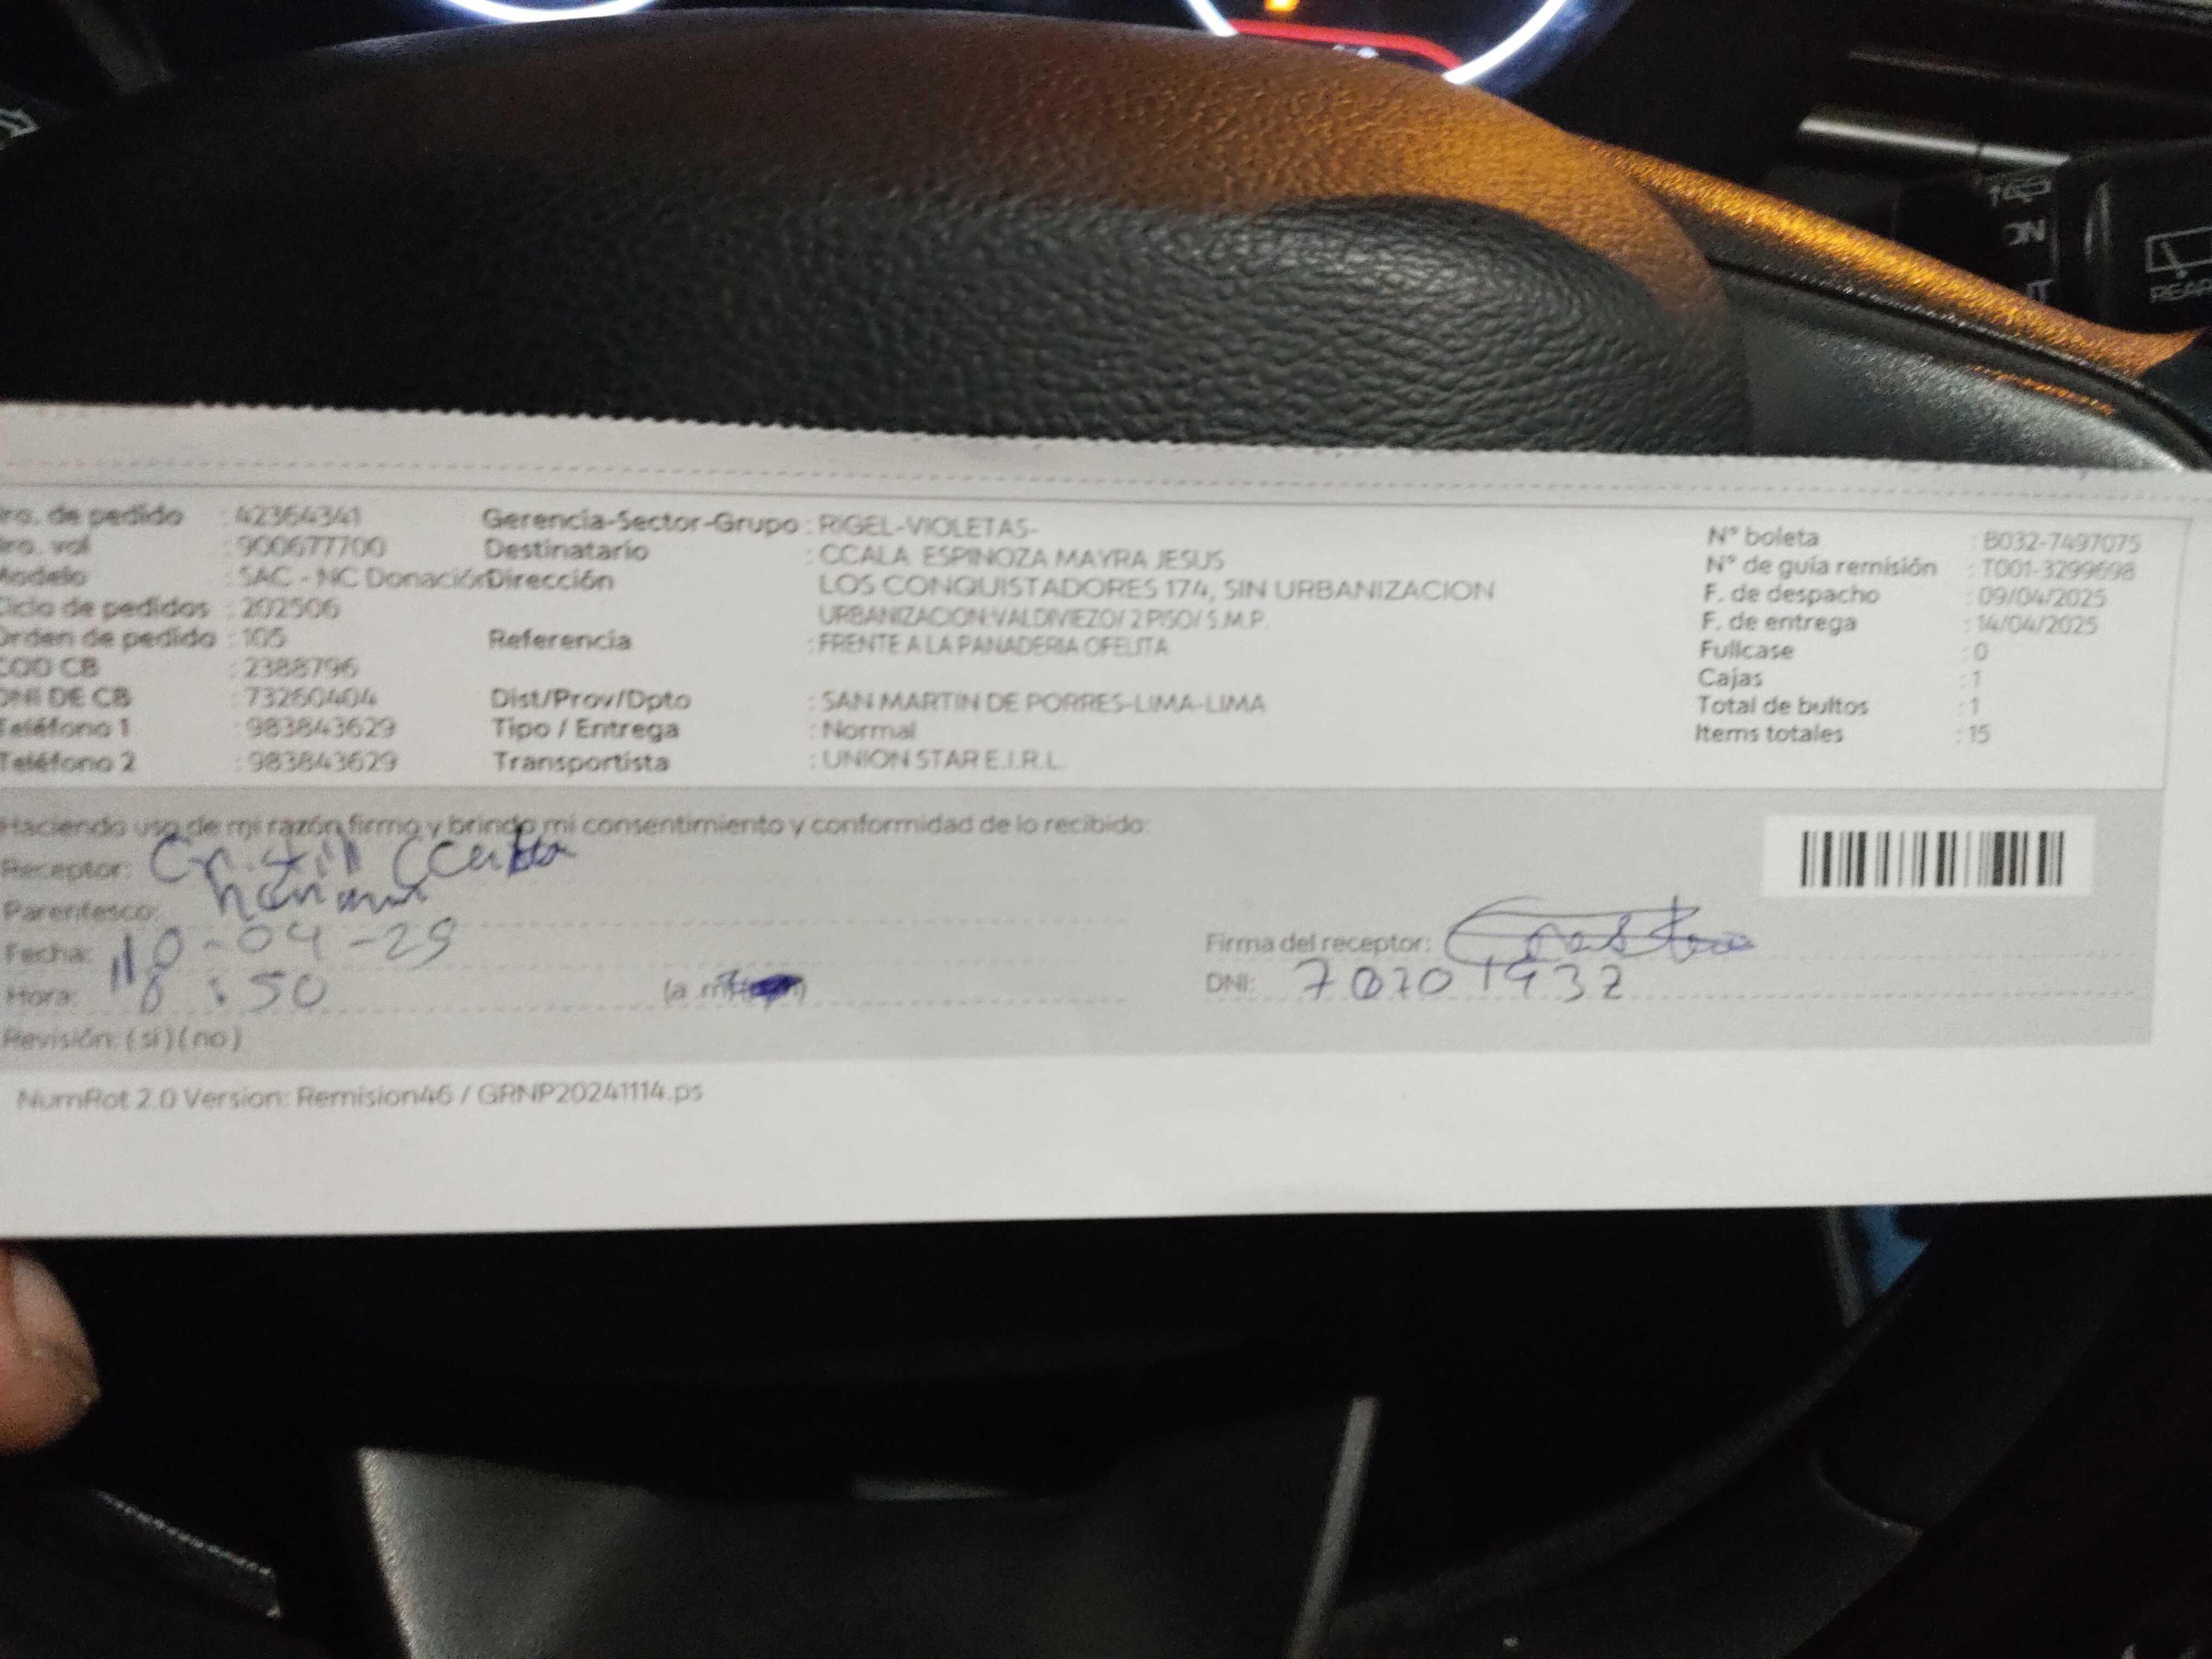 ro. de pedido : 42364341
ro. vol : 900677700
Modelo : SAC - NC Donación
Ciclo de pedidos : 202506
Orden de pedido : 105
COD CB : 2388796
DNI DE CB : 73260404
Teléfono 1 : 983843629
Teléfono 2 : 983843629
Gerencia-Sector-Grupo : RIGEL-VIOLETAS-
Destinatario : CCALA ESPINOZA MAYRA JESUS
Dirección LOS CONQUISTADORES 174, SIN URBANIZACION
URBANIZACION:VALDIVIEZO/ 2 PISO/ S.M.P.
Referencia : FRENTE A LA PANADERIA OFELITA
Dist/Prov/Dpto : SAN MARTIN DE PORRES-LIMA-LIMA
Tipo / Entrega : Normal
Transportista : UNION STAR E.I.R.L.
N° boleta : B032-7497075
N° de guía remisión : T001-3299698
F. de despacho : 09/04/2025
F. de entrega : 14/04/2025
Fullcase : 0
Cajas : 1
Total de bultos : 1
Items totales : 15
Haciendo uso de mi razón firmo y brindo mi consentimiento y conformidad de lo recibido:
Receptor:
Parentesco:
Fecha: 10-04-25
Hora: 8:50 (a.m
Revisión: (si) (no)
Firma del receptor:
DNI: 70701932
NumRot 2.0 Version: Remision46 / GRNP20241114.ps
ON
REAR